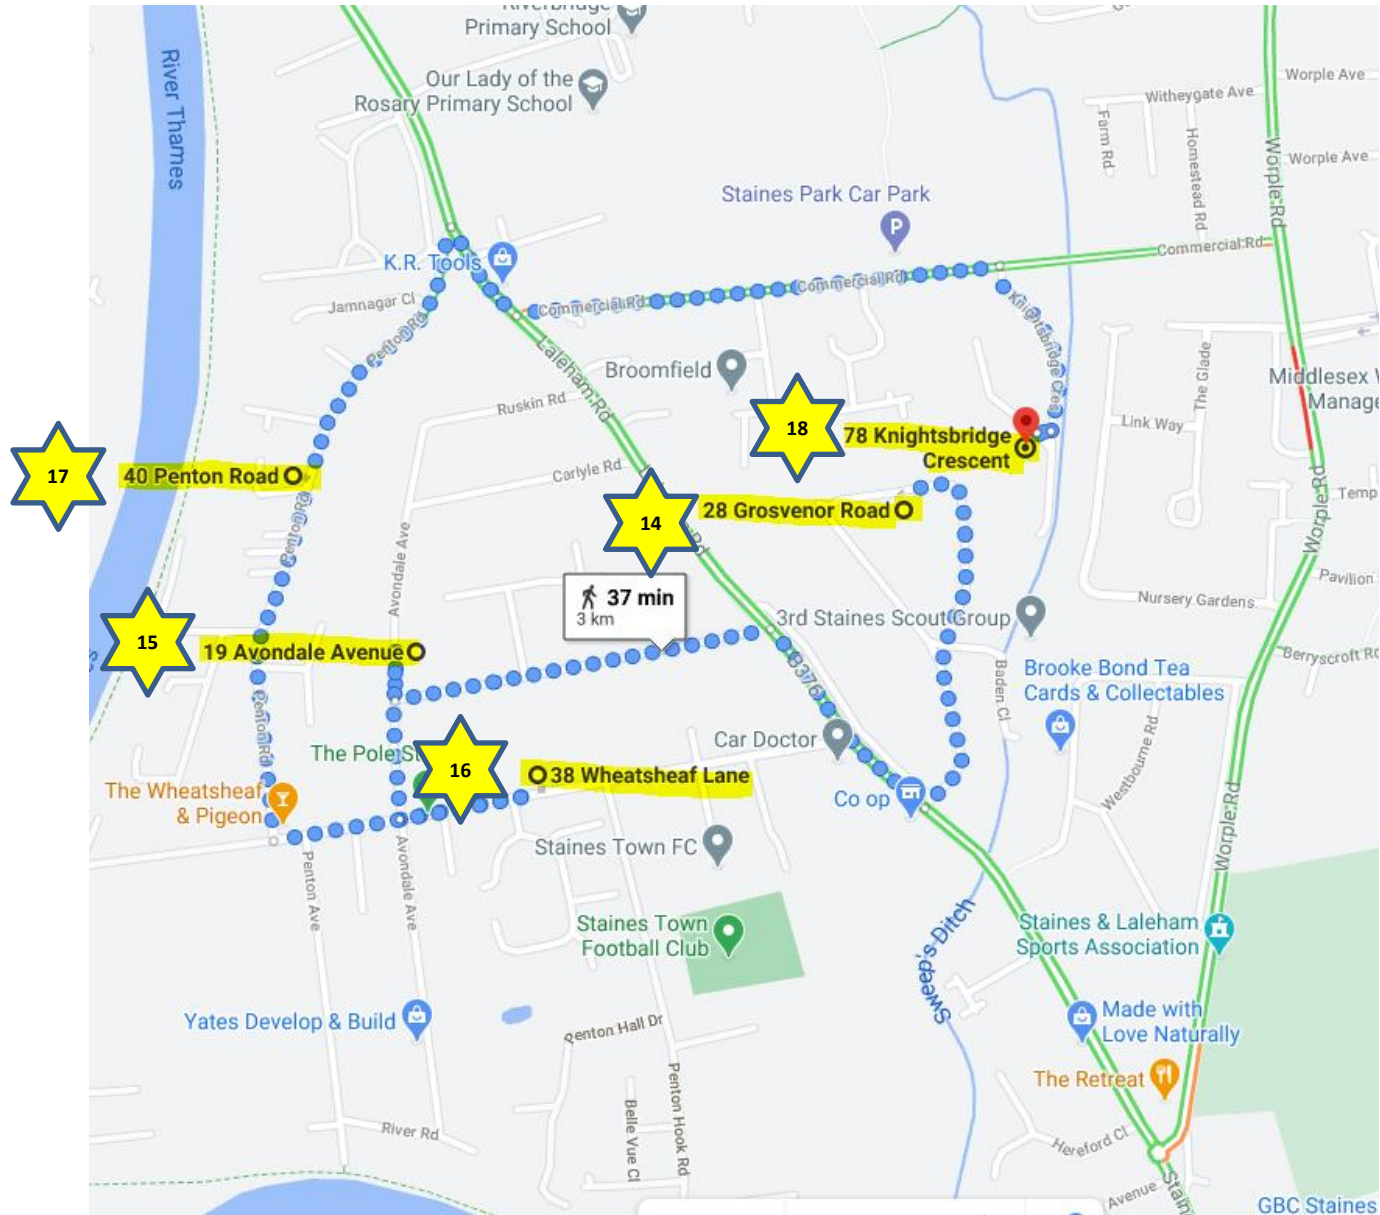 Riverbridge
Primary School
Our Lady of the
Rosary Primary School
River Thames
Worple Ave
Witheygate Ave
Farm Rd
Homestead Rd
Worple Rd
Worple Ave
Staines Park Car Park
P
K.R. Tools
Commercial Rd
Jamnagar Cl
Commercial Rd
Commercial Rd
Penton Rd
Knightsbridge Cres
Laleham Rd
The Glade
Broomfield
Middlesex
Manage
Ruskin Rd
18
78 Knightsbridge
Crescent
Link Way
17
40 Penton Road
Carlyle Rd
Worple Rd
Temp
14
28 Grosvenor Road
Rd
Penton Rd
Avondale Ave
Pavilion
37 min
3 km
Nursery Gardens
3rd Staines Scout Group
15
19 Avondale Avenue
Berryscroft Rd
B376
Baden Cl
Brooke Bond Tea
Cards & Collectables
Penton Rd
Car Doctor
The Pole St
16
38 Wheatsheaf Lane
Westbourne Rd
The Wheatsheaf
& Pigeon
Co op
Worple Rd
Staines Town FC
Penton Ave
Avondale Ave
Staines Town
Football Club
Sweep's Ditch
Staines & Laleham
Sports Association
Yates Develop & Build
Made with
Love Naturally
Penton Hall Dr
The Retreat
Penton Hook Rd
Belle Vue Cl
River Rd
Hereford Cl
Stain
Avenue
GBC Staines